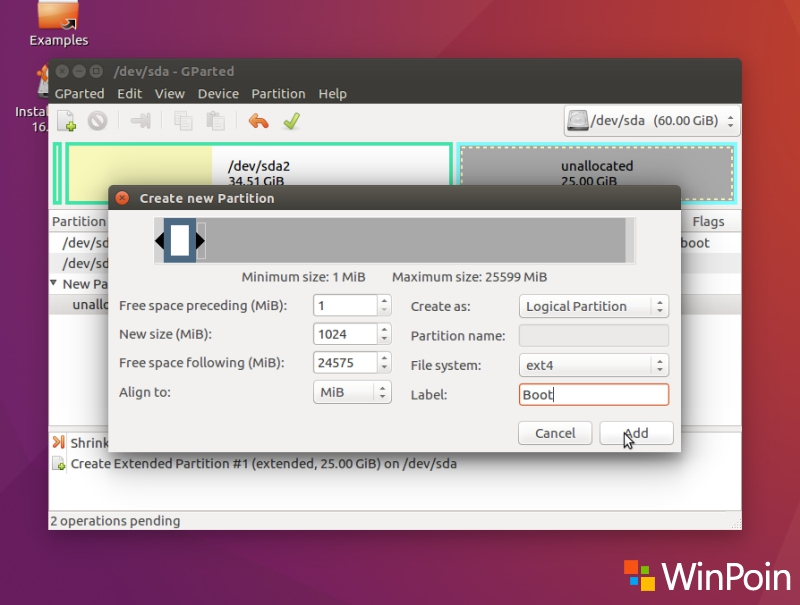 Examples
Instal
16.
/dev/sda - GParted
GParted Edit View Device Partition Help
/dev/sda (60.00 GiB)
/dev/sda2
34.51 GiB
unallocated
25.00 GiB
Create new Partition
Partition
Flags
/dev/sd
boot
/dev/sd
New Pa
unalloc
Minimum size: 1 MiB Maximum size: 25599 MiB
Free space preceding (MiB): 1
Create as: Logical Partition
New size (MiB): 1024
Partition name:
Free space following (MiB): 24575
File system: ext4
Align to: MiB
Label: Boot
Cancel
Add
Shrink
Create Extended Partition #1 (extended, 25.00 GiB) on /dev/sda
2 operations pending
WinPoin